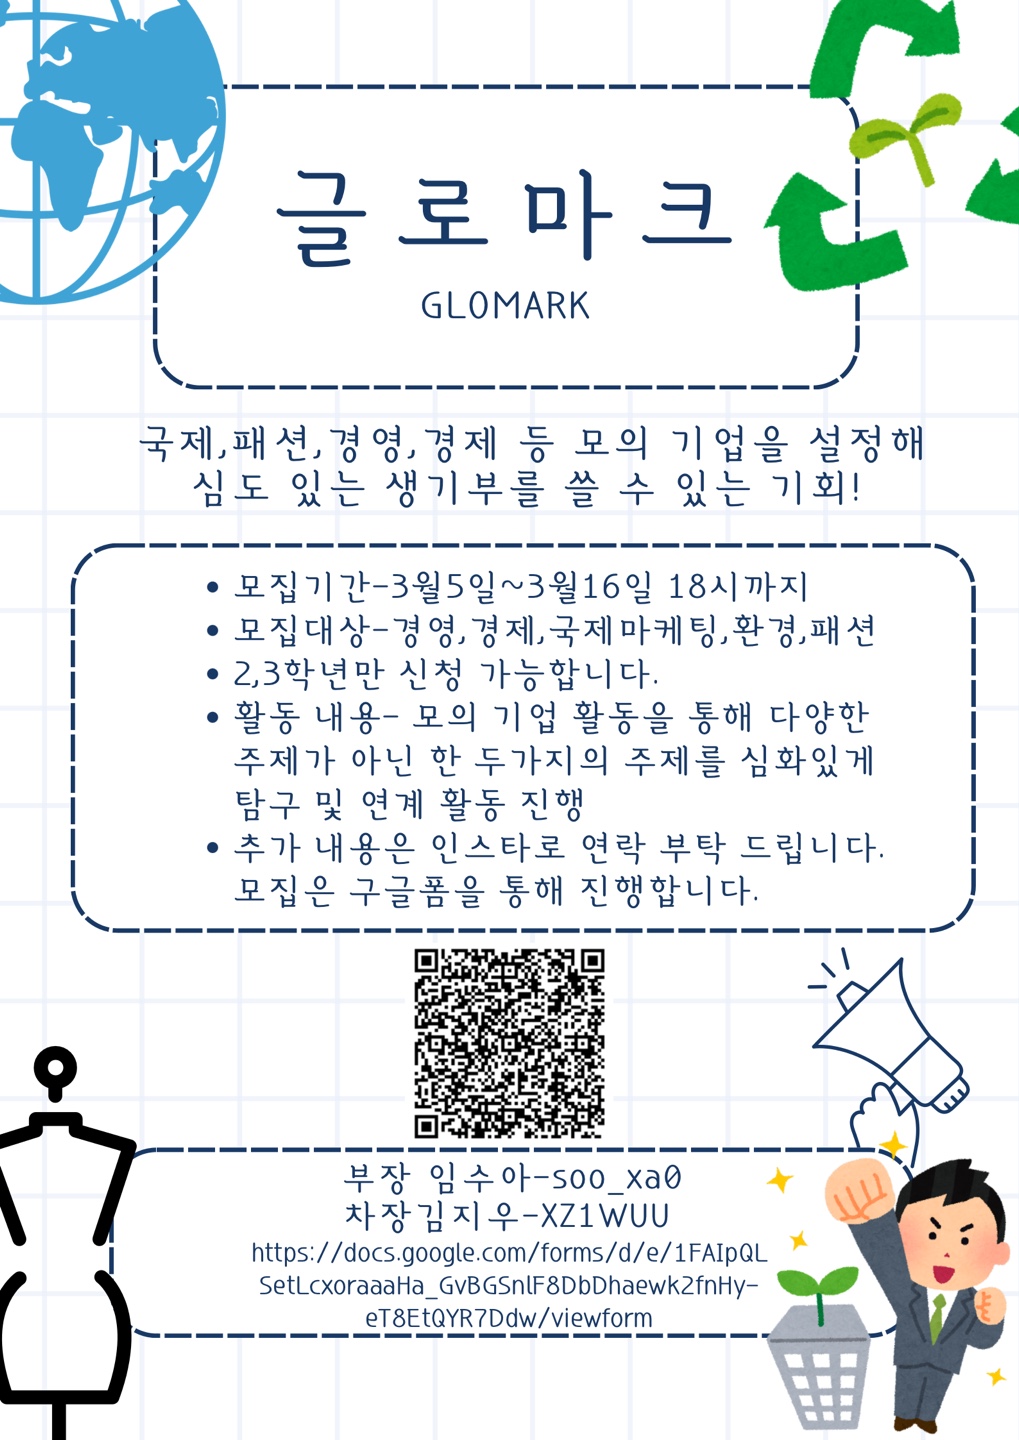 글로마크
GLOMARK
국제,패션,경영,경제 등 모의 기업을 설정해
심도 있는 생기부를 쓸 수 있는 기회!
• 모집기간-3월5일~3월16일 18시까지
• 모집대상-경영,경제,국제마케팅,환경,패션
• 2,3학년만 신청 가능합니다.
• 활동 내용- 모의 기업 활동을 통해 다양한
주제가 아닌 한 두가지의 주제를 심화있게
탐구 및 연계 활동 진행
• 추가 내용은 인스타로 연락 부탁 드립니다.
모집은 구글폼을 통해 진행합니다.
부장 임수아-soo_xa0
차장김지우-XZ1WUU
https://docs.google.com/forms/d/e/1FAIpQL
SetLcxoraaaHa_GvBGSnlF8DbDhaewk2fnHy-
eT8EtQYR7Ddw/viewform